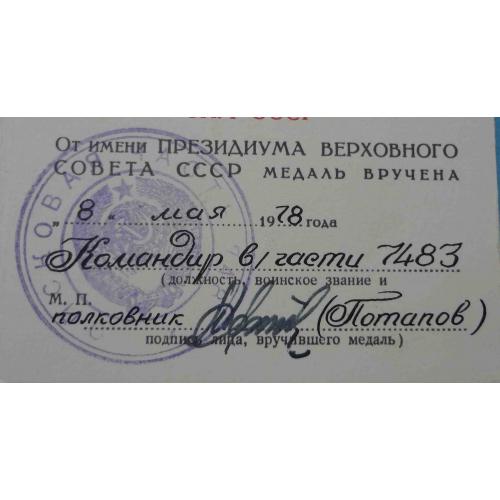 От имени ПРЕЗИДИУМА ВЕРХОВНОГО
СОВЕТА СССР МЕДАЛЬ ВРУЧЕНА
„8„ мая 1978 года
Командир в/части 7483
(должность, воинское звание и
М. П.
полковник (Потапов)
подпись лица, вручившего медаль)